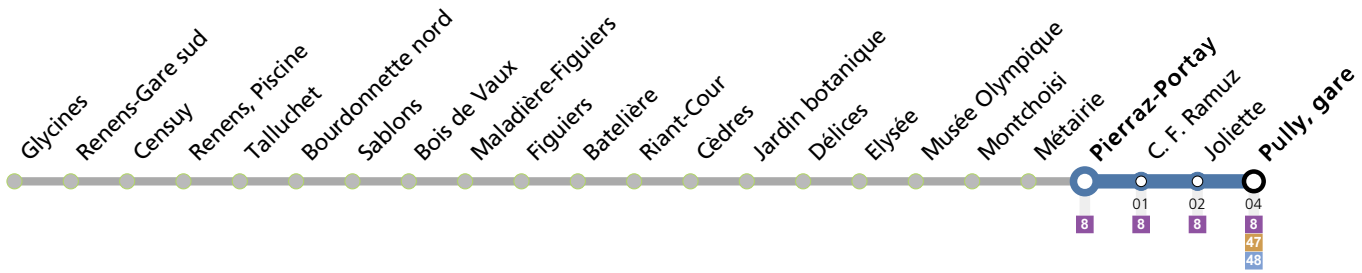 Glycines
Renens-Gare sud
Censuy
Renens, Piscine
Talluchet
Bourdonnette nord
Sablons
Bois de Vaux
Maladière-Figuiers
Figuiers
Batelière
Riant-Cour
Cèdres
Jardin botanique
Délices
Elysée
Musée Olympique
Montchoisi
Métairie
Pierraz-Portay
C. F. Ramuz
Joliette
Pully, gare
01
02
04
8
8
8
8
47
48